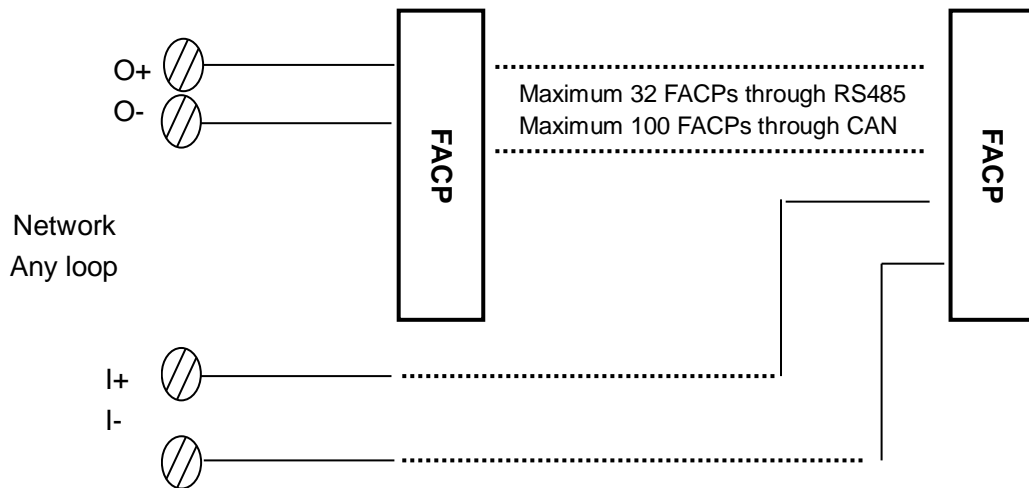 O+
O-
FACP
Maximum 32 FACPs through RS485
Maximum 100 FACPs through CAN
FACP
Network
Any loop
I+
I-